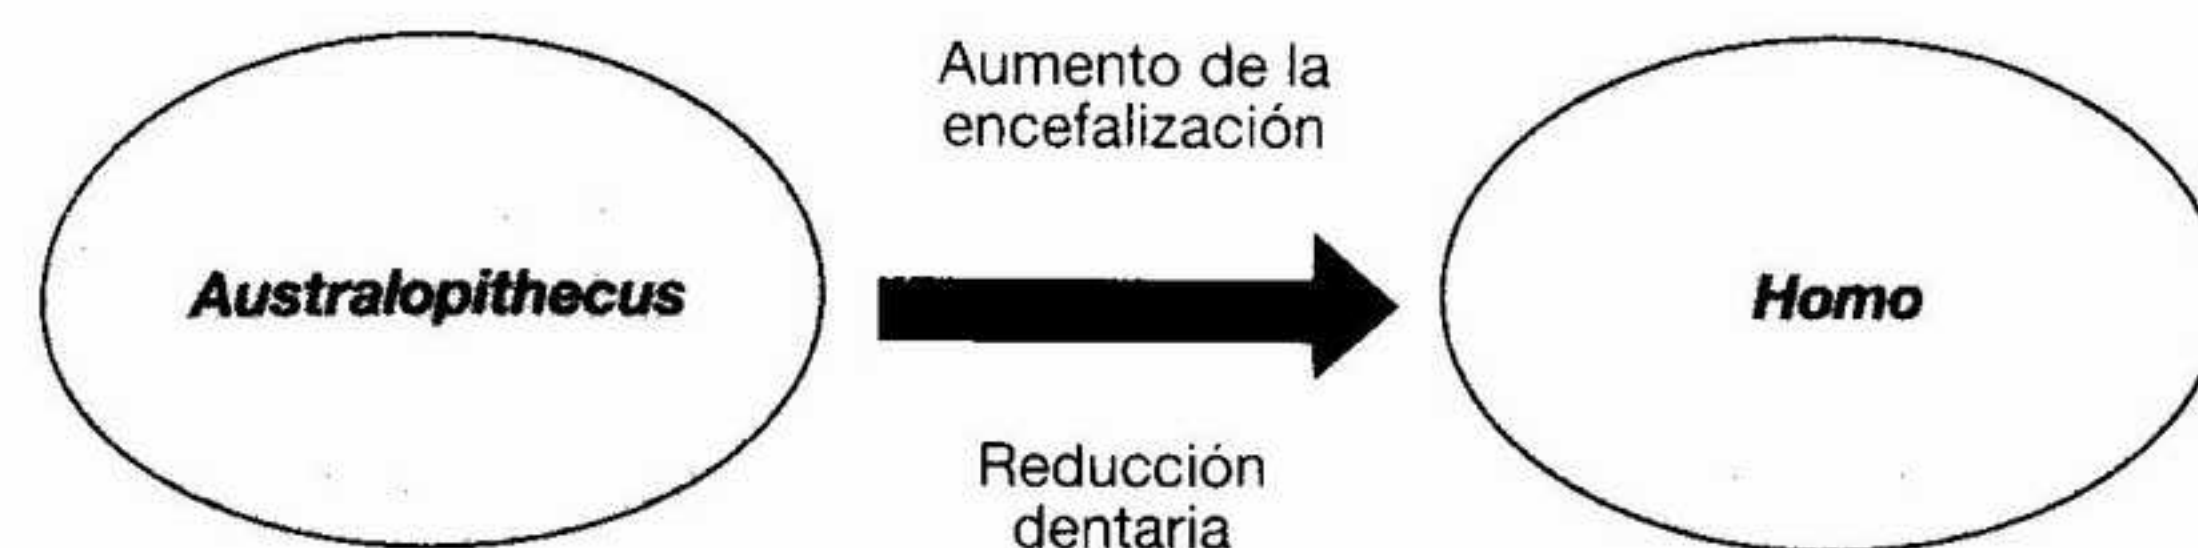 Aumento de la
encefalización
Australopithecus
Homo
Reducción
dentaria